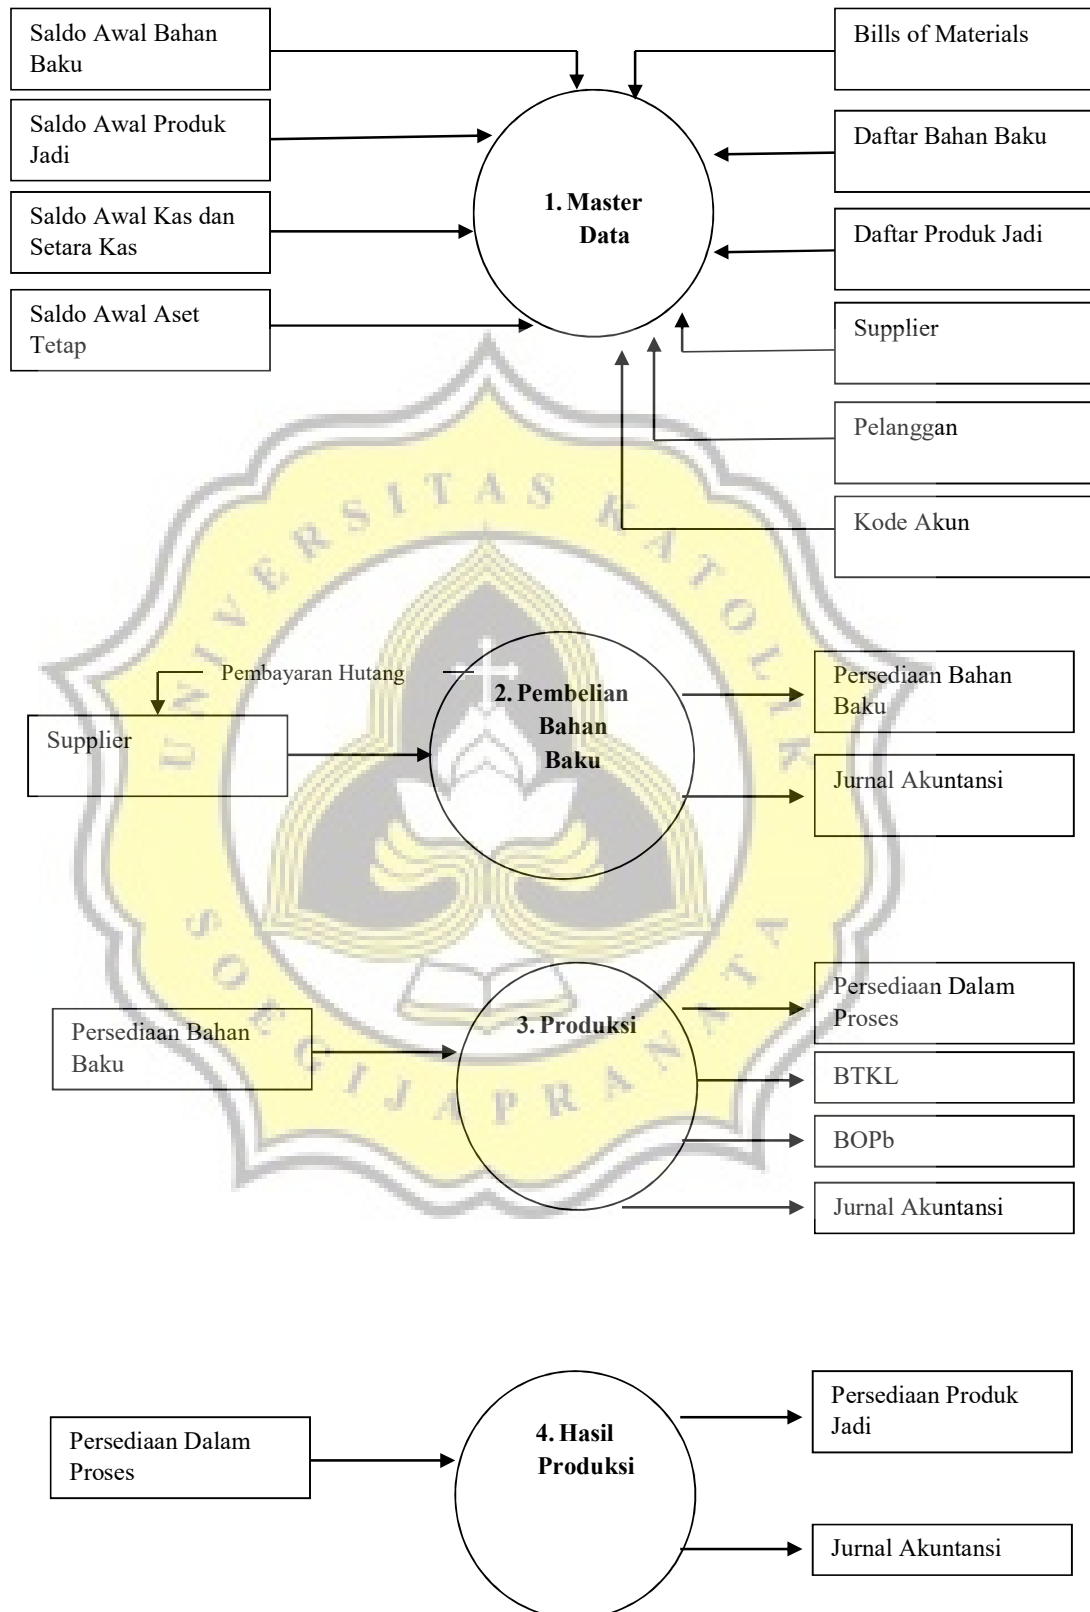 Saldo Awal Bahan
Baku
Saldo Awal Produk
Jadi
Saldo Awal Kas dan
Setara Kas
Saldo Awal Aset
Tetap
1. Master
Data
Bills of Materials
Daftar Bahan Baku
Daftar Produk Jadi
Supplier
Pelanggan
Kode Akun
UNIVERSITAS KATOLIK
SOEGIJAPRANATA
Pembayaran Hutang
Supplier
2. Pembelian
Bahan
Baku
Persediaan Bahan
Baku
Jurnal Akuntansi
Persediaan Bahan
Baku
3. Produksi
Persediaan Dalam
Proses
BTKL
BOPb
Jurnal Akuntansi
Persediaan Dalam
Proses
4. Hasil
Produksi
Persediaan Produk
Jadi
Jurnal Akuntansi